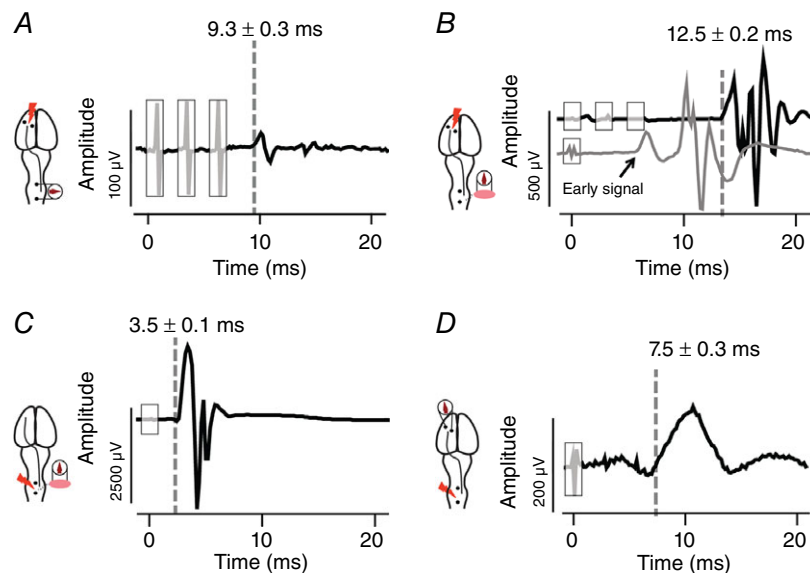 A
9.3 ± 0.3 ms
Amplitude
100 µV
0
10
20
Time (ms)
B
12.5 ± 0.2 ms
Amplitude
500 µV
Early signal
0
10
20
Time (ms)
C
3.5 ± 0.1 ms
Amplitude
2500 µV
0
10
20
Time (ms)
D
7.5 ± 0.3 ms
Amplitude
200 µV
0
10
20
Time (ms)